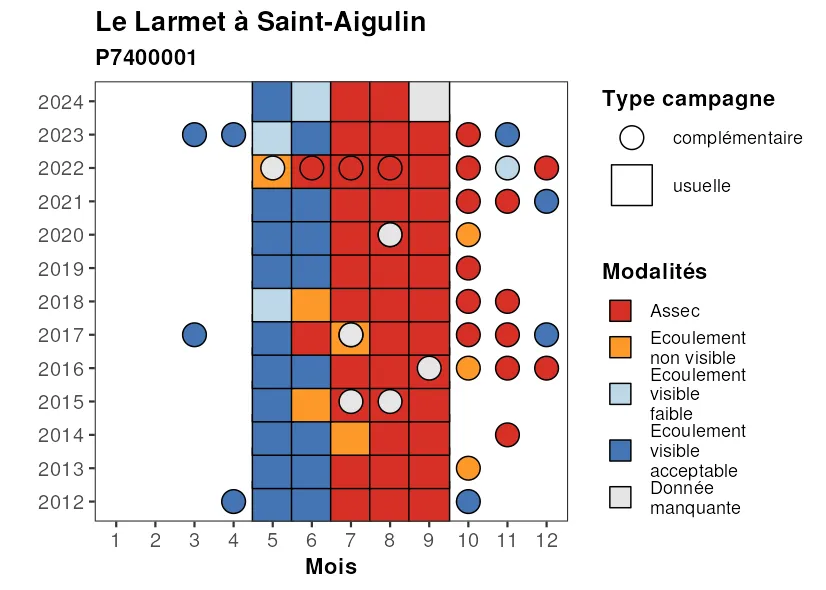 Le Larmet à Saint-Aigulin
P7400001
2024
2023
2022
2021
2020
2019
2018
2017
2016
2015
2014
2013
2012
1 2 3 4 5 6 7 8 9 10 11 12
Mois
Type campagne
complémentaire
usuelle
Modalités
Assec
Ecoulement
non visible
Ecoulement
visible
faible
Ecoulement
visible
acceptable
Donnée
manquante